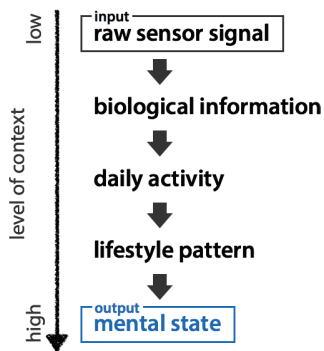 low
level of context
high
input
raw sensor signal
biological information
daily activity
lifestyle pattern
output
mental state